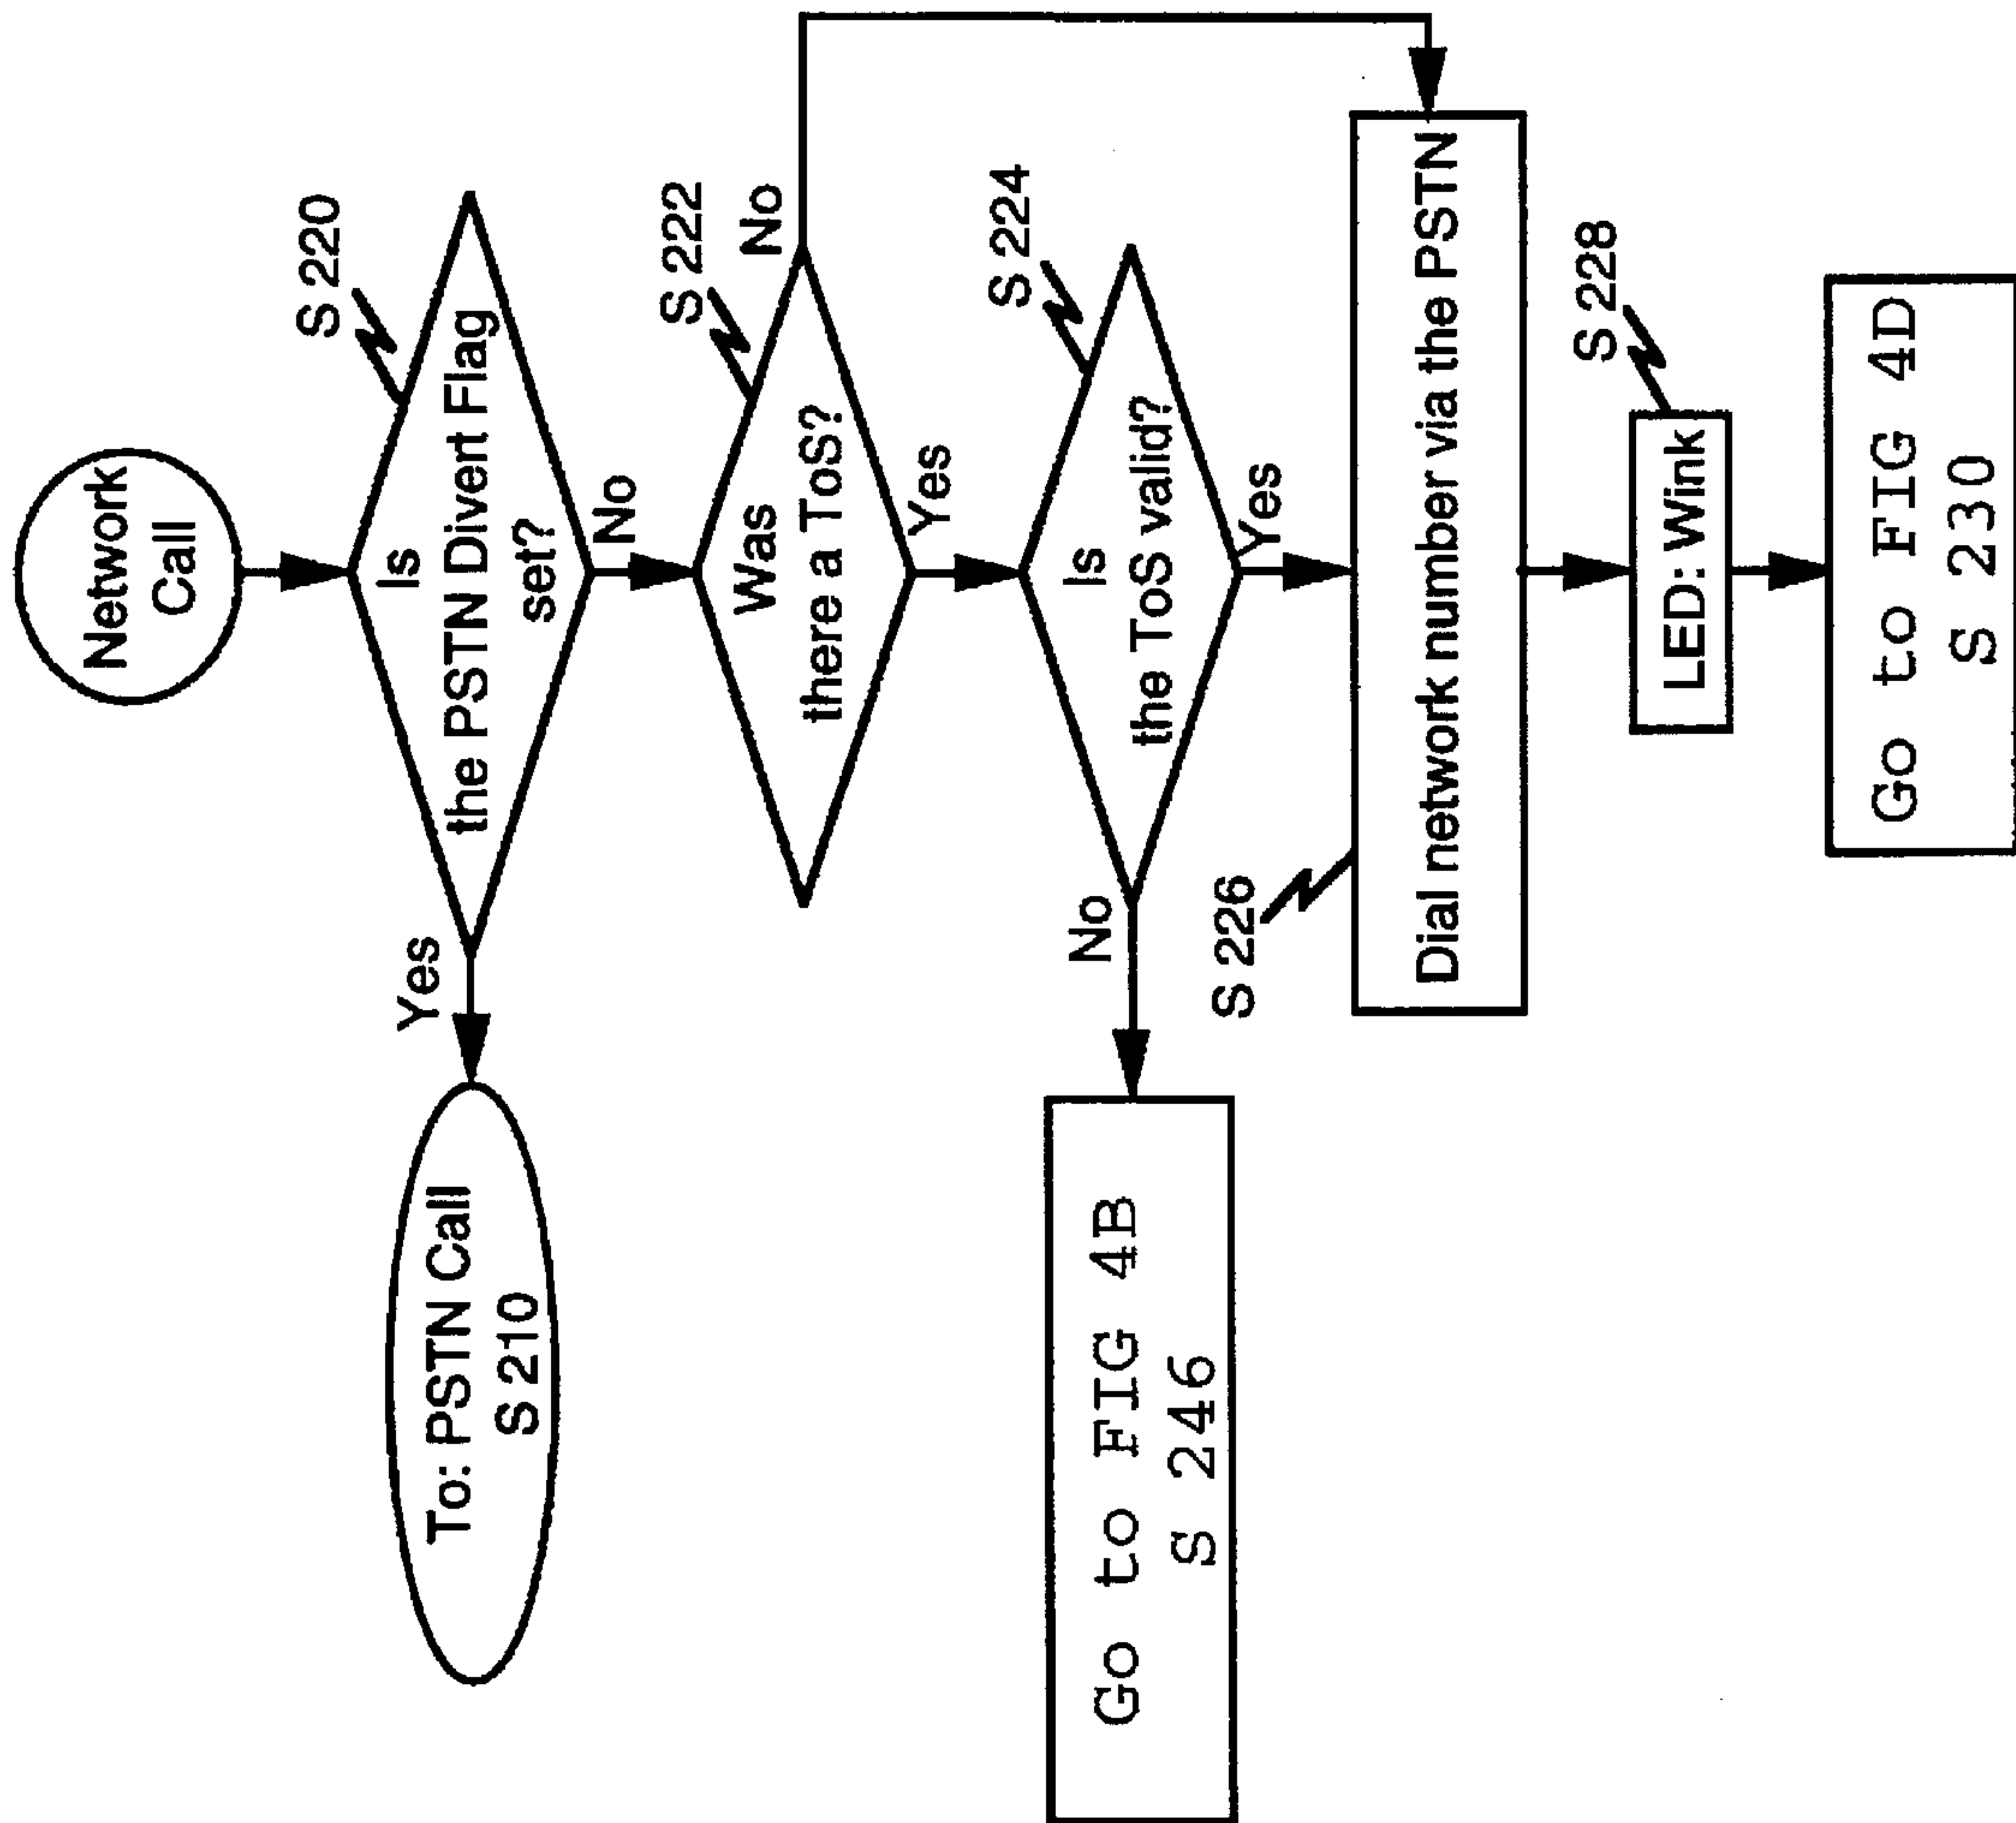 Network
Call
S 220
Is
the PSTN Divert Flag
set?
Yes
To: PSTN Call
S 210
No
S 222
Was
there a ToS?
No
Yes
S 224
Is
the ToS valid?
No
Go to FIG 4B
S 246
Yes
S 226
Dial network number via the PSTN
S 228
LED: Wink
Go to FIG 4D
S 230